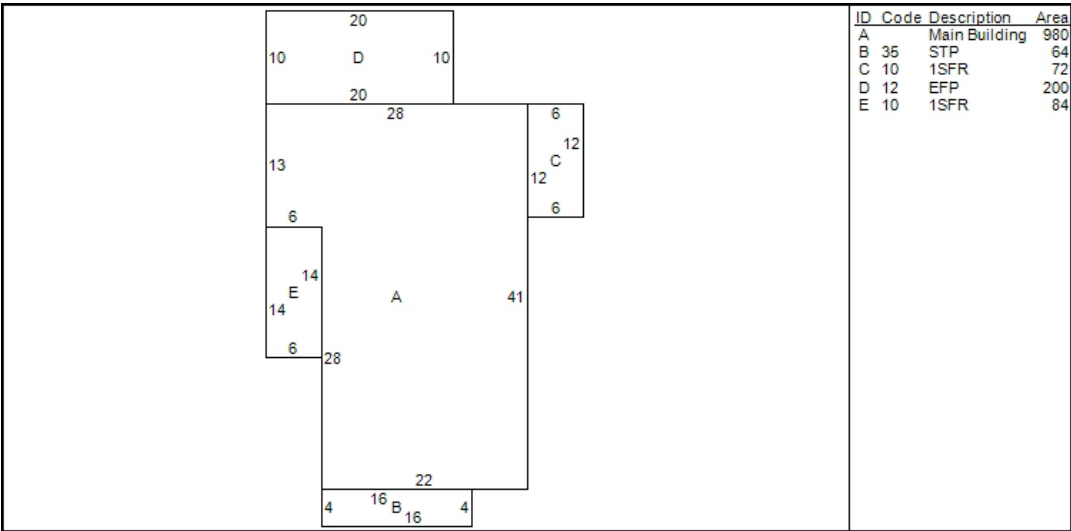 20
10 D 10
20
28
6
12
C
12
6
13
6
14
E
14
6
A
41
28
22
4 16 B 16 4
ID Code Description Area
A Main Building 980
B 35 STP 64
C 10 1SFR 72
D 12 EFP 200
E 10 1SFR 84